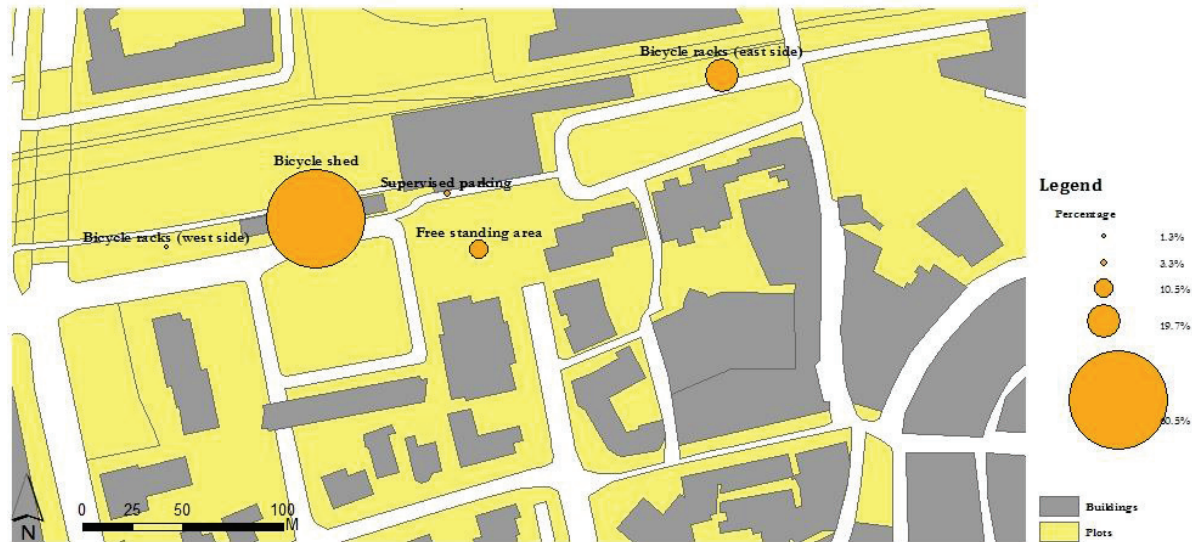 Bicycle racks (east side)
Bicycle shed
Supervised parking
Bicycle racks (west side)
Free standing area
0 25 50 100
M
N
Legend
Percentage
1.3%
3.3%
10.5%
19.7%
Buildings
Plots